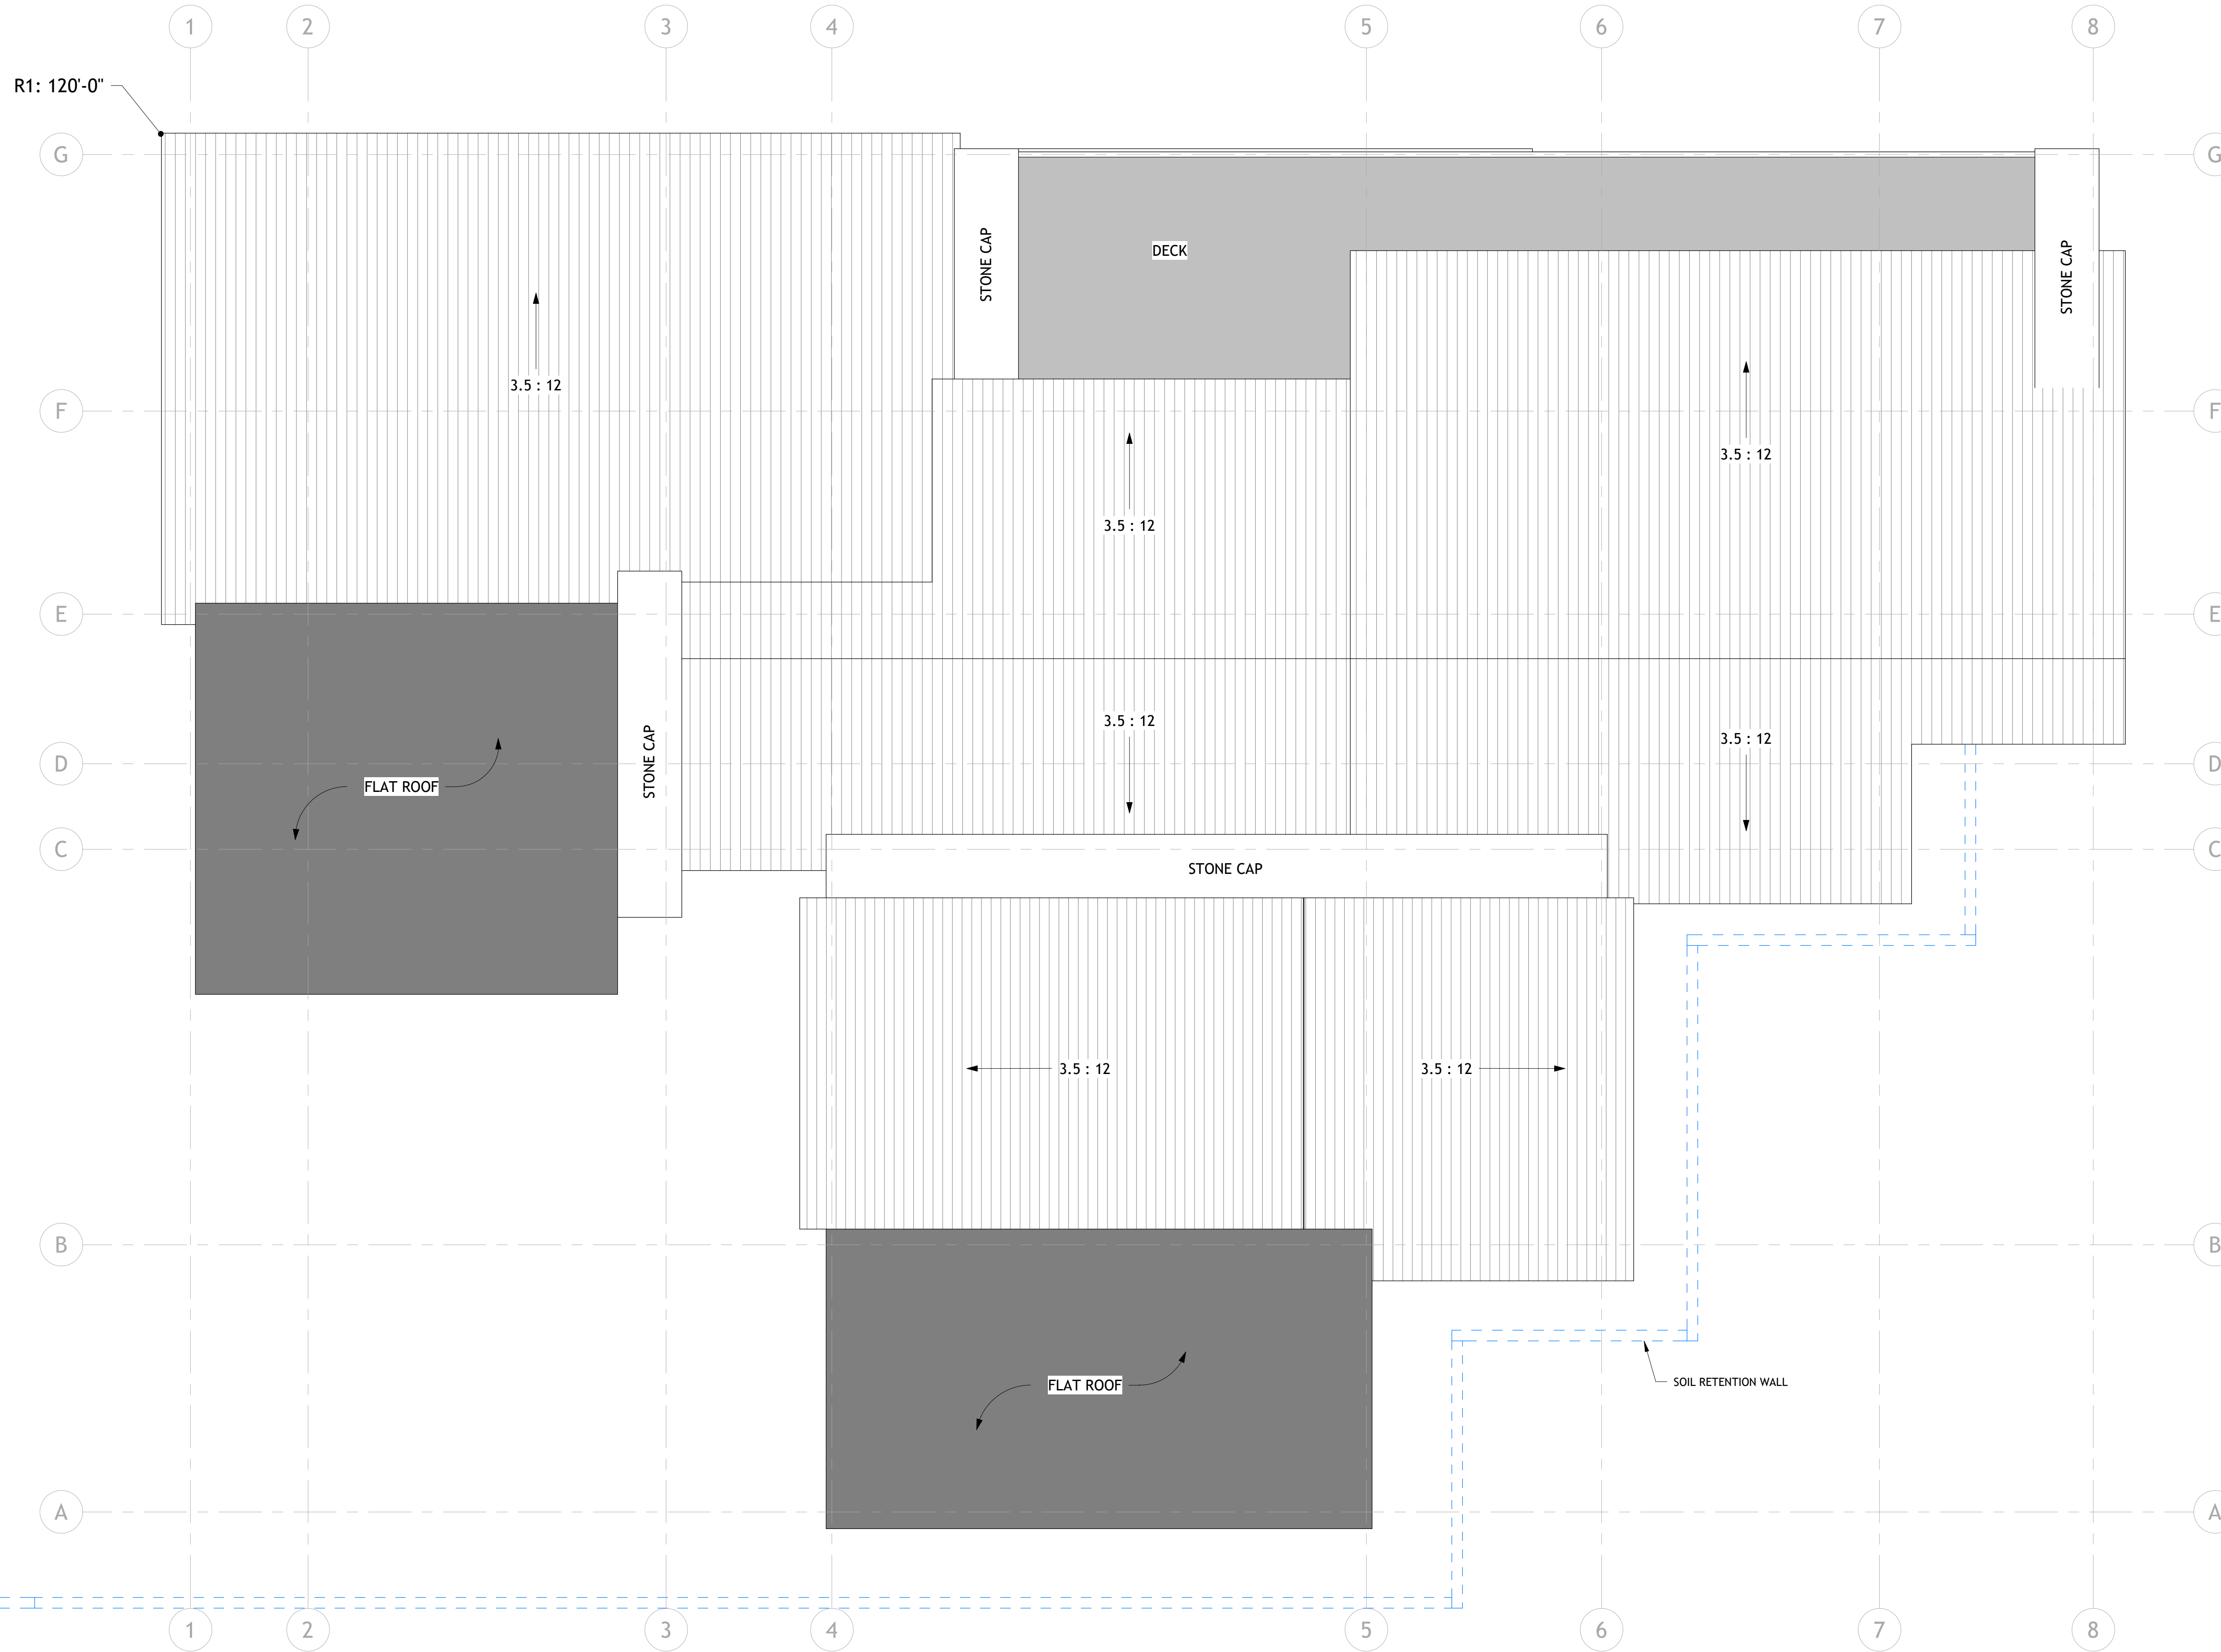 1 2 3 4 5 6 7 8
R1: 120'-0"
G G
STONE CAP
DECK
STONE CAP
3.5 : 12
F F
3.5 : 12
3.5 : 12
E E
3.5 : 12
3.5 : 12
STONE CAP
D D
FLAT ROOF
C C
STONE CAP
3.5 : 12
3.5 : 12
B B
FLAT ROOF
SOIL RETENTION WALL
A A
1 2 3 4 5 6 7 8